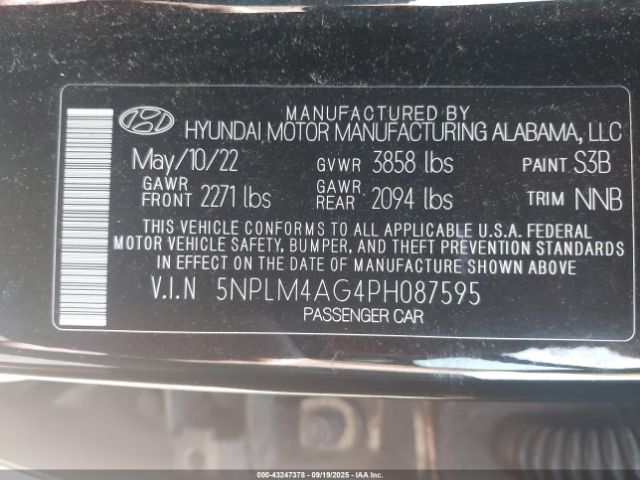 MANUFACTURED BY
HYUNDAI MOTOR MANUFACTURING ALABAMA, LLC
May/10/22 GVWR 3858 lbs PAINT S3B
GAWR FRONT 2271 lbs GAWR REAR 2094 lbs TRIM NNB
THIS VEHICLE CONFORMS TO ALL APPLICABLE U.S.A. FEDERAL
MOTOR VEHICLE SAFETY, BUMPER, AND THEFT PREVENTION STANDARDS
IN EFFECT ON THE DATE OF MANUFACTURE SHOWN ABOVE.
V.I.N 5NPLM4AG4PH087595
PASSENGER CAR
000-43247378 - 09/19/2025 - IAAI.COM